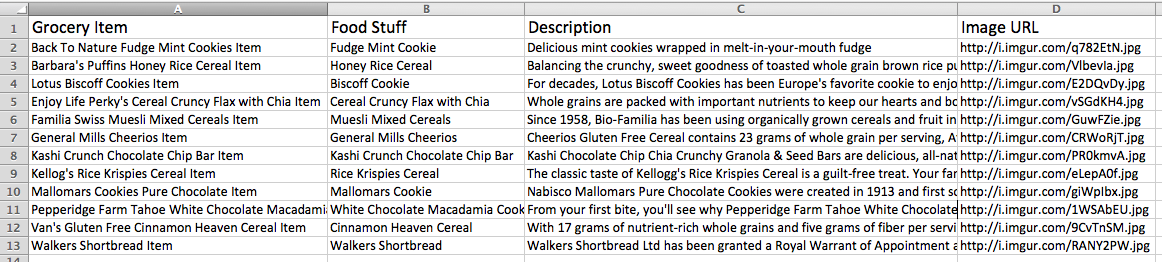 A B C D
1 Grocery Item Food Stuff Description Image URL
2 Back To Nature Fudge Mint Cookies Item Fudge Mint Cookie Delicious mint cookies wrapped in melt-in-your-mouth fudge http://i.imgur.com/q782EtN.jpg
3 Barbara's Puffins Honey Rice Cereal Item Honey Rice Cereal Balancing the crunchy, sweet goodness of toasted whole grain brown rice pu http://i.imgur.com/Vlbevla.jpg
4 Lotus Biscoff Cookies Item Biscoff Cookie For decades, Lotus Biscoff Cookies has been Europe's favorite cookie to enjo http://i.imgur.com/E2DQvDy.jpg
5 Enjoy Life Perky's Cereal Cruncy Flax with Chia Item Cereal Cruncy Flax with Chia Whole grains are packed with important nutrients to keep our hearts and bo http://i.imgur.com/vSGdKH4.jpg
6 Familia Swiss Muesli Mixed Cereals Item Muesli Mixed Cereals Since 1958, Bio-Familia has been using organically grown cereals and fruit in http://i.imgur.com/GuwFZie.jpg
7 General Mills Cheerios Item General Mills Cheerios Cheerios Gluten Free Cereal contains 23 grams of whole grain per serving, A http://i.imgur.com/CRWoRjT.jpg
8 Kashi Crunch Chocolate Chip Bar Item Kashi Crunch Chocolate Chip Bar Kashi Chocolate Chip Chia Crunchy Granola & Seed Bars are delicious, all-nat http://i.imgur.com/PR0kmvA.jpg
9 Kellog's Rice Krispies Cereal Item Rice Krispies Cereal The classic taste of Kellogg's Rice Krispies Cereal is a guilt-free treat. Your far http://i.imgur.com/eLepA0f.jpg
10 Mallomars Cookies Pure Chocolate Item Mallomars Cookie Nabisco Mallomars Pure Chocolate Cookies were created in 1913 and first so http://i.imgur.com/giWpIbx.jpg
11 Pepperidge Farm Tahoe White Chocolate Macadami White Chocolate Macadamia Cook From your first bite, you'll see why Pepperidge Farm Tahoe White Chocolate http://i.imgur.com/1WSAbEU.jpg
12 Van's Gluten Free Cinnamon Heaven Cereal Item Cinnamon Heaven Cereal With 17 grams of nutrient-rich whole grains and five grams of fiber per servi http://i.imgur.com/9CvTnSM.jpg
13 Walkers Shortbread Item Walkers Shortbread Walkers Shortbread Ltd has been granted a Royal Warrant of Appointment a http://i.imgur.com/RANY2PW.jpg
14